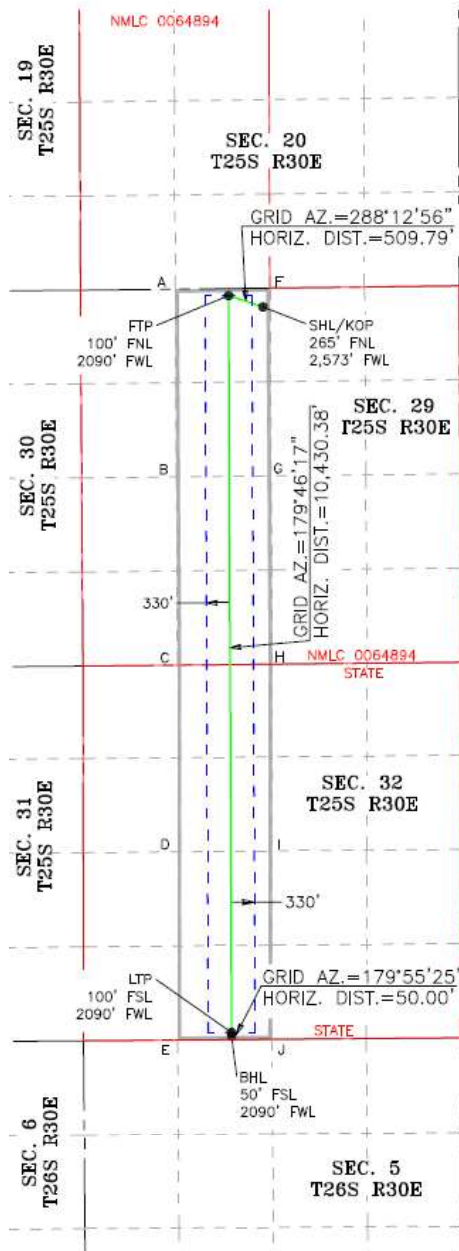 NMLC 0064894
SEC. 19
T25S R30E
SEC. 20
T25S R30E
GRID AZ.=288°12'56"
HORIZ. DIST.=509.79'
A
F
FTP
100' FNL
2090' FWL
SHL/KOP
265' FNL
2,573' FWL
SEC. 30
T25S R30E
SEC. 29
T25S R30E
B
G
GRID AZ.=179°46'17"
HORIZ. DIST.=10,430.38'
330'
C
H
NMLC 0064894
STATE
SEC. 31
T25S R30E
SEC. 32
T25S R30E
D
I
330'
LTP
100' FSL
2090' FWL
GRID AZ.=179°55'25"
HORIZ. DIST.=50.00'
STATE
E
J
BHL
50' FSL
2090' FWL
SEC. 6
T26S R30E
SEC. 5
T26S R30E